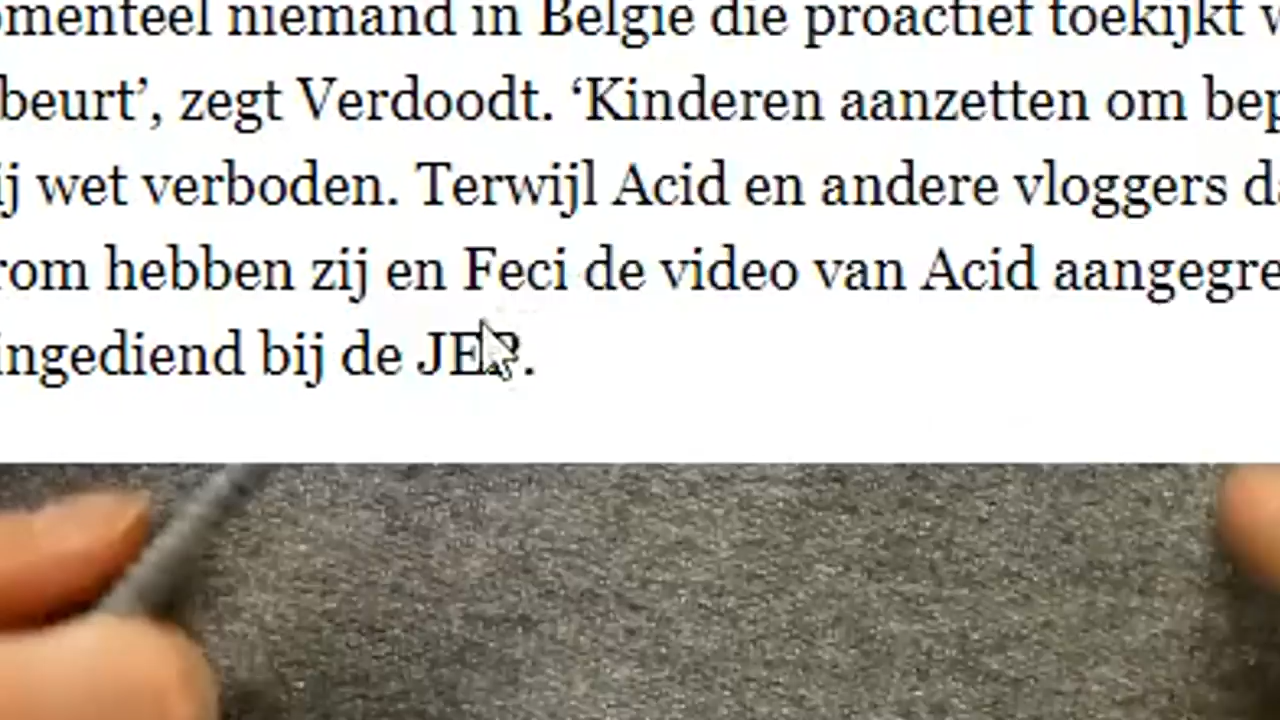 omenteel niemand in België die proactief toekijkt w
beurt’, zegt Verdoodt. ‘Kinderen aanzetten om bep
ij wet verboden. Terwijl Acid en andere vloggers da
rom hebben zij en Feci de video van Acid aangegre
ingediend bij de JEP.